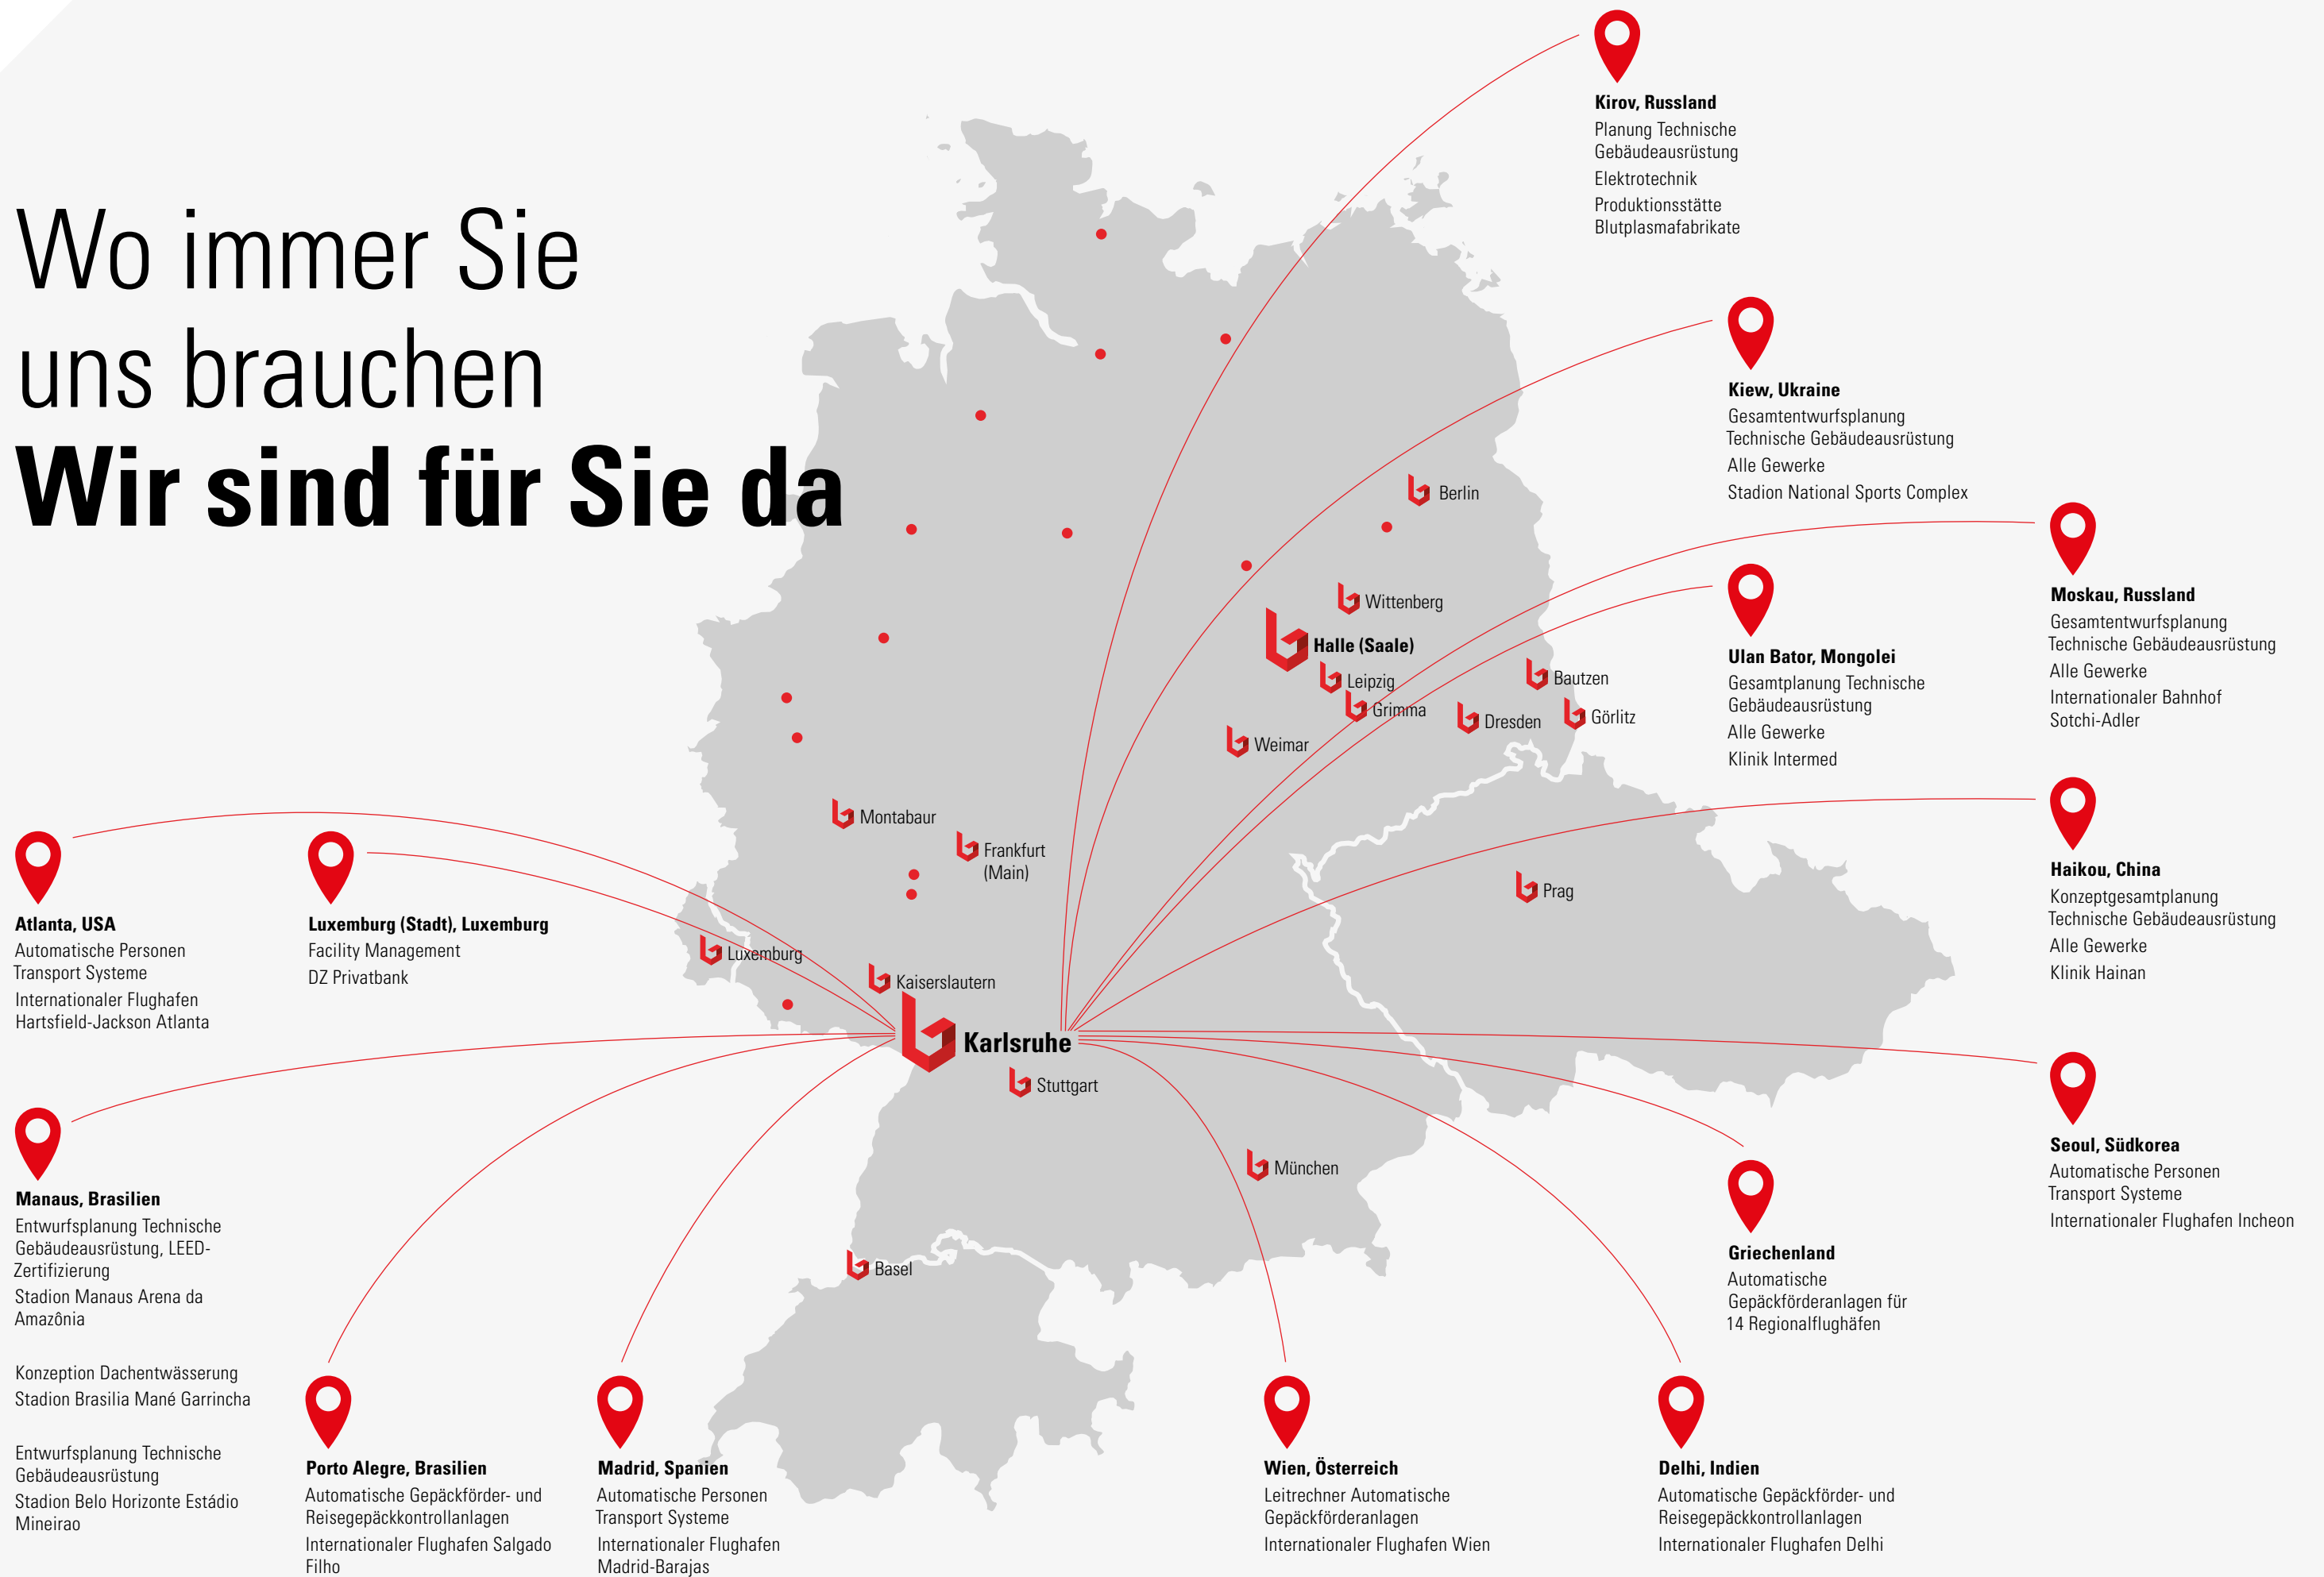 Wo immer Sie
uns brauchen
Wir sind für Sie da
Kirov, Russland
Planung Technische
Gebäudeausrüstung
Elektrotechnik
Produktionsstätte
Blutplasmafabrikate
Kiew, Ukraine
Gesamtentwurfsplanung
Technische Gebäudeausrüstung
Alle Gewerke
Stadion National Sports Complex
Moskau, Russland
Gesamtentwurfsplanung
Technische Gebäudeausrüstung
Alle Gewerke
Internationaler Bahnhof
Sotchi-Adler
Ulan Bator, Mongolei
Gesamtplanung Technische
Gebäudeausrüstung
Alle Gewerke
Klinik Intermed
Haikou, China
Konzeptgesamtplanung
Technische Gebäudeausrüstung
Alle Gewerke
Klinik Hainan
Seoul, Südkorea
Automatische Personen
Transport Systeme
Internationaler Flughafen Incheon
Griechenland
Automatische
Gepäckförderanlagen für
14 Regionalflughäfen
Berlin
Wittenberg
Halle (Saale)
Leipzig
Grimma
Bautzen
Dresden
Görlitz
Weimar
Montabaur
Frankfurt
(Main)
Prag
Luxemburg
Kaiserslautern
Karlsruhe
Stuttgart
München
Basel
Atlanta, USA
Automatische Personen
Transport Systeme
Internationaler Flughafen
Hartsfield-Jackson Atlanta
Luxemburg (Stadt), Luxemburg
Facility Management
DZ Privatbank
Manaus, Brasilien
Entwurfsplanung Technische
Gebäudeausrüstung, LEED-
Zertifizierung
Stadion Manaus Arena da
Amazônia
Konzeption Dachentwässerung
Stadion Brasilia Mané Garrincha
Entwurfsplanung Technische
Gebäudeausrüstung
Stadion Belo Horizonte Estádio
Mineirao
Porto Alegre, Brasilien
Automatische Gepäckförder- und
Reisegepäckkontrollanlagen
Internationaler Flughafen Salgado
Filho
Madrid, Spanien
Automatische Personen
Transport Systeme
Internationaler Flughafen
Madrid-Barajas
Wien, Österreich
Leitrechner Automatische
Gepäckförderanlagen
Internationaler Flughafen Wien
Delhi, Indien
Automatische Gepäckförder- und
Reisegepäckkontrollanlagen
Internationaler Flughafen Delhi